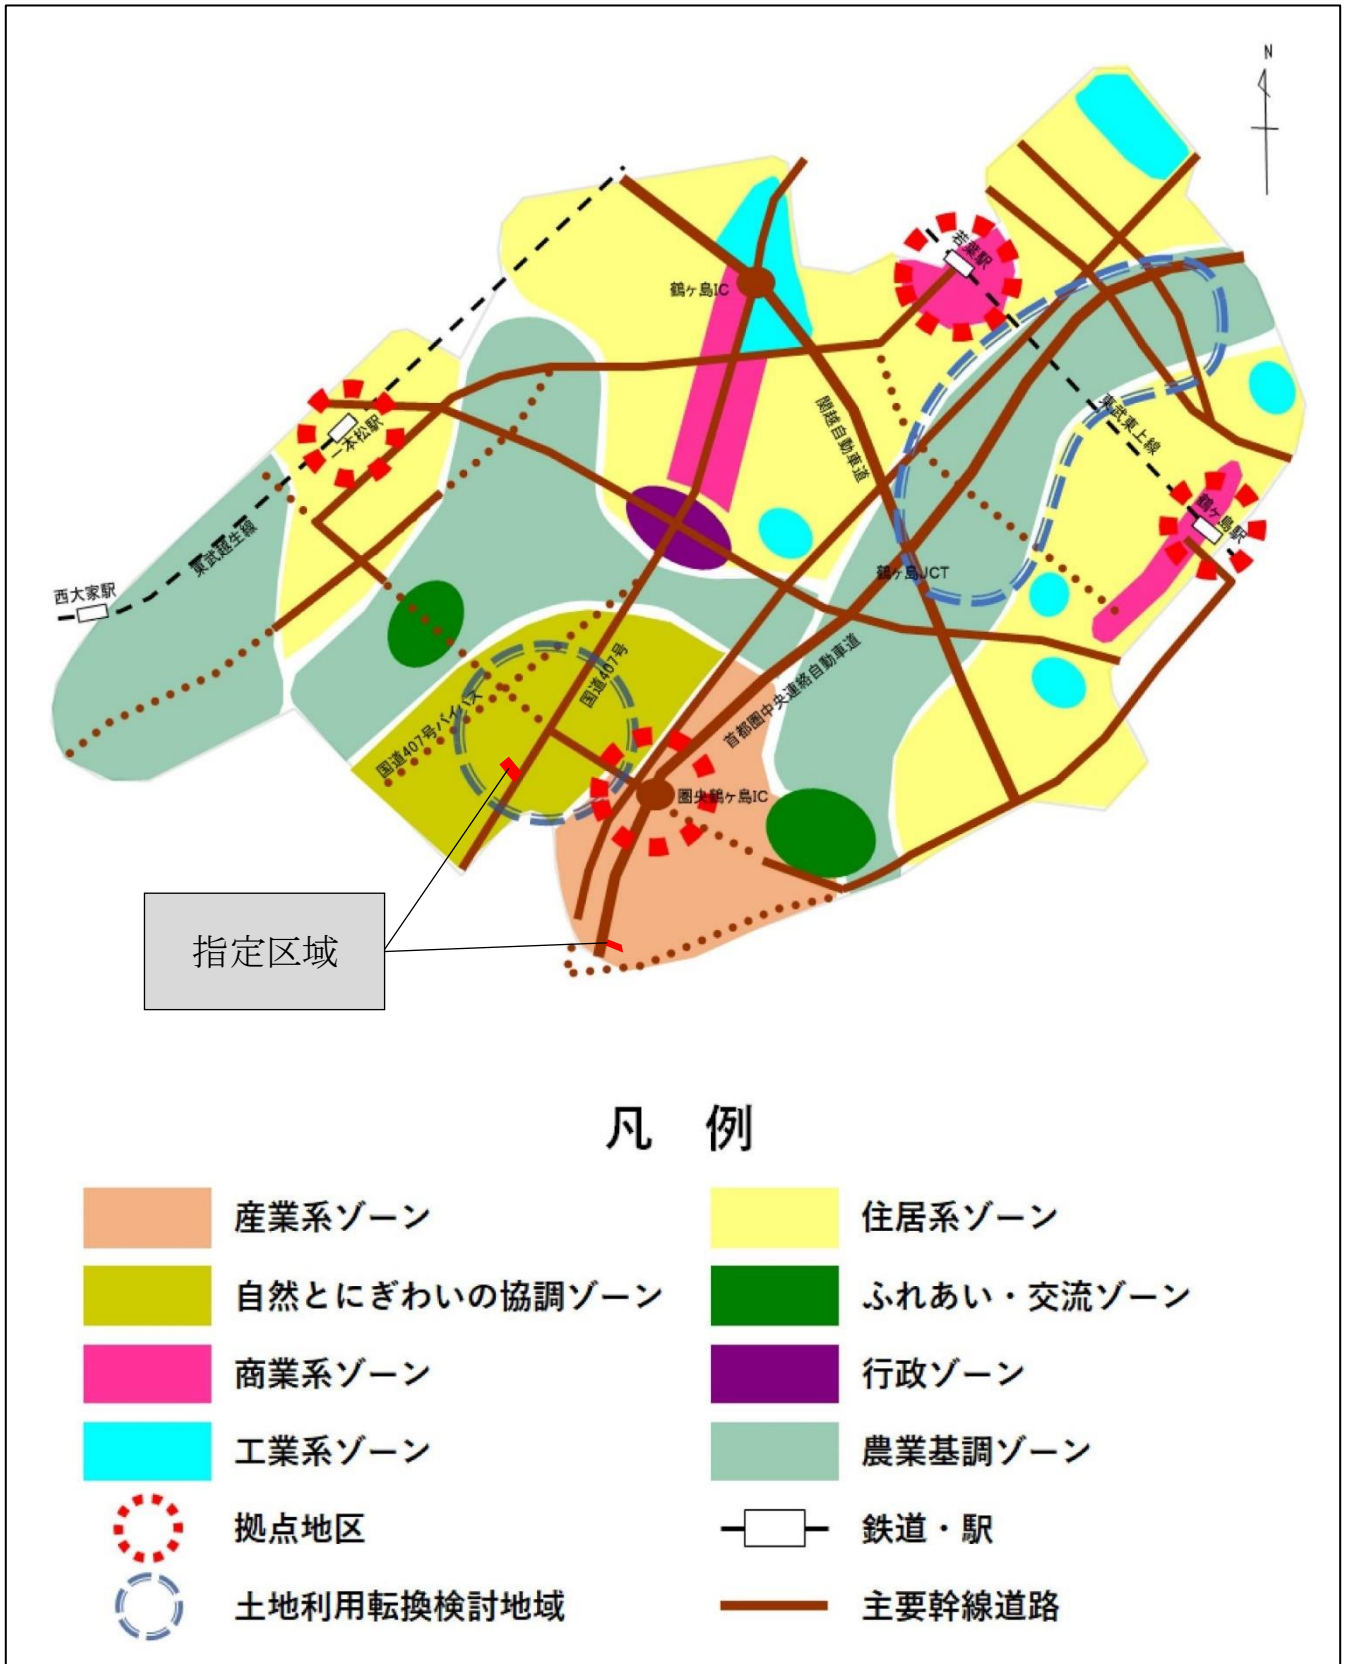 N
若葉駅
鶴ヶ島IC
関越自動車道
一本松駅
東武東上線
鶴ヶ島駅
東武越生線
西大家駅
鶴ヶ島JCT
国道407号
首都圏中央連絡自動車道
国道407号バイパス
圏央鶴ヶ島IC
指定区域
凡 例
産業系ゾーン
住居系ゾーン
自然とにぎわいの協調ゾーン
ふれあい・交流ゾーン
商業系ゾーン
行政ゾーン
工業系ゾーン
農業基調ゾーン
拠点地区
鉄道・駅
土地利用転換検討地域
主要幹線道路